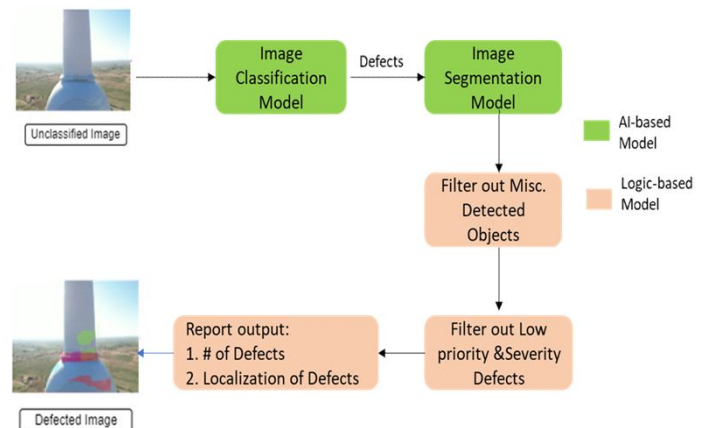 Unclassified Image
Image
Classification
Model
Defects
Image
Segmentation
Model
AI-based
Model
Logic-based
Model
Filter out Misc.
Detected
Objects
Filter out Low
priority &Severity
Defects
Report output:
1. # of Defects
2. Localization of Defects
Defected Image